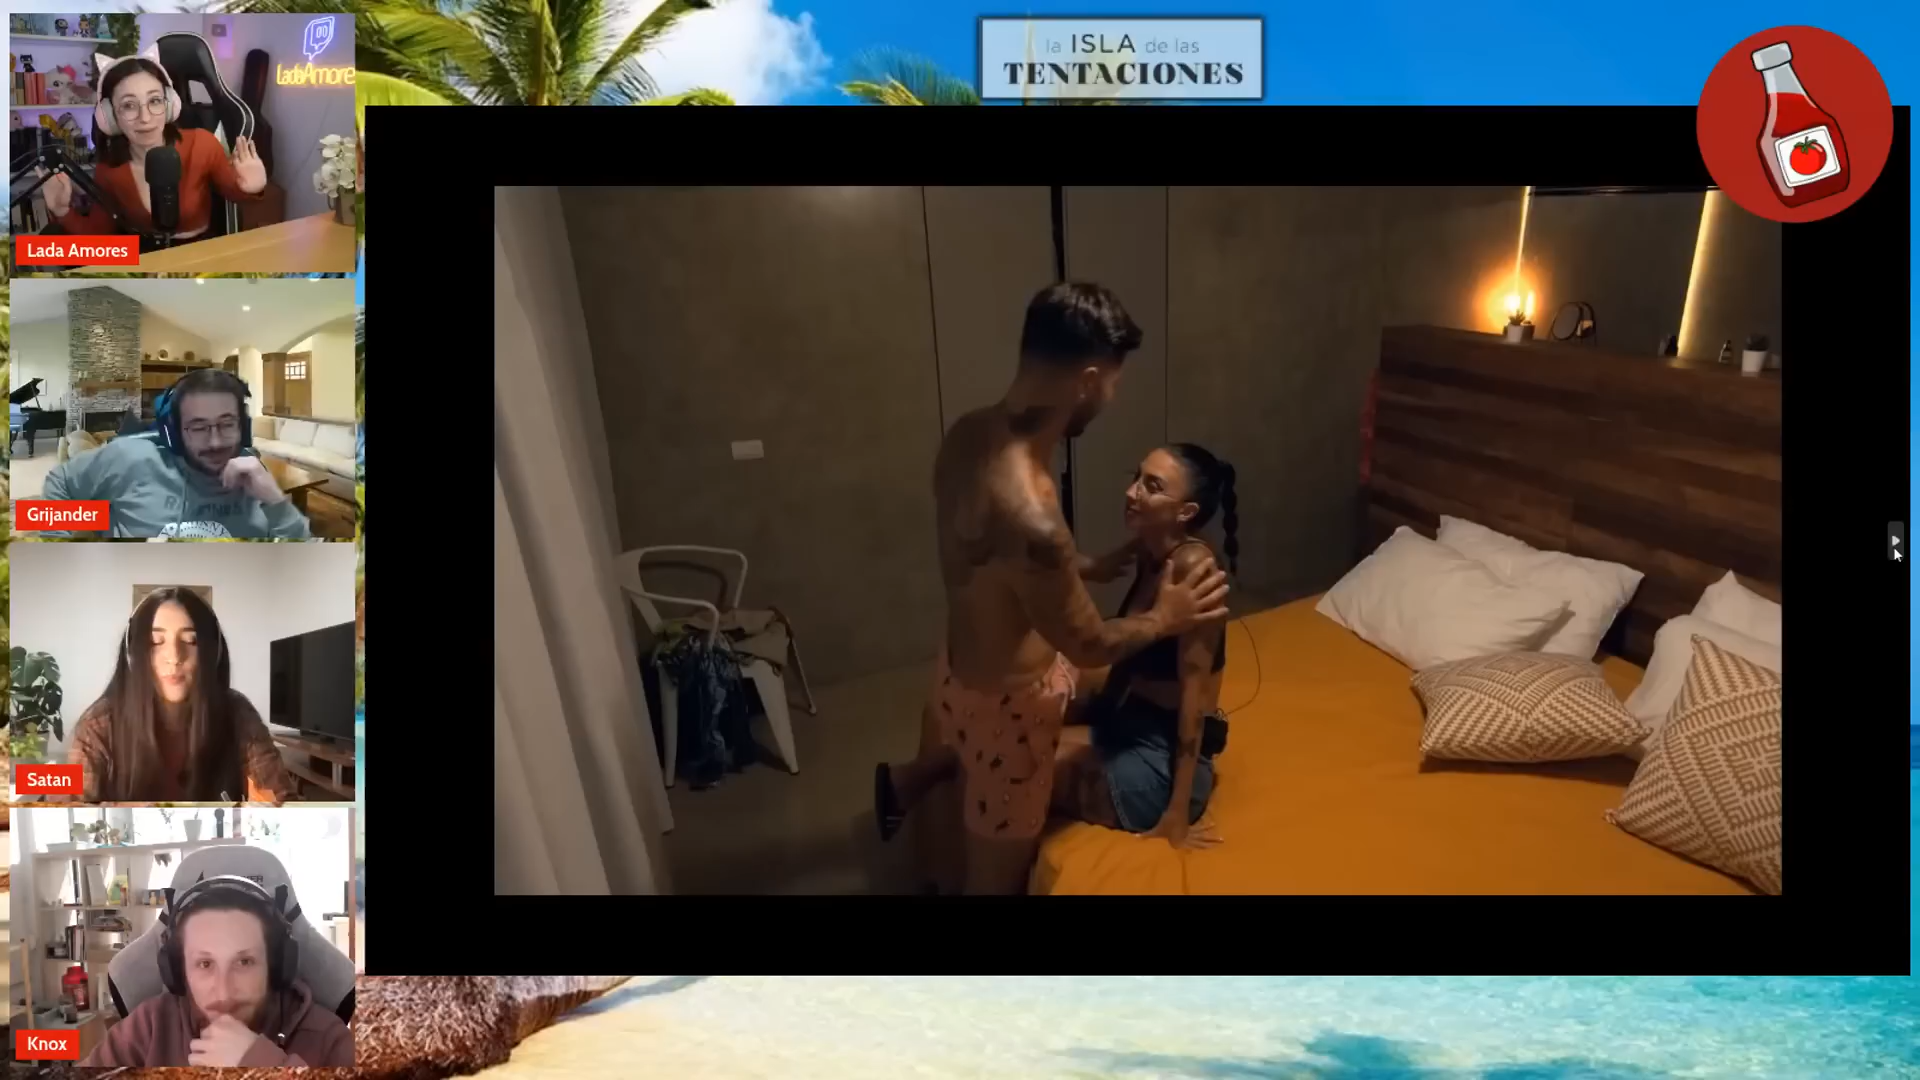 LadaAmores
Lada Amores
Grijander
Satan
Knox
la ISLA de las
TENTACIONES